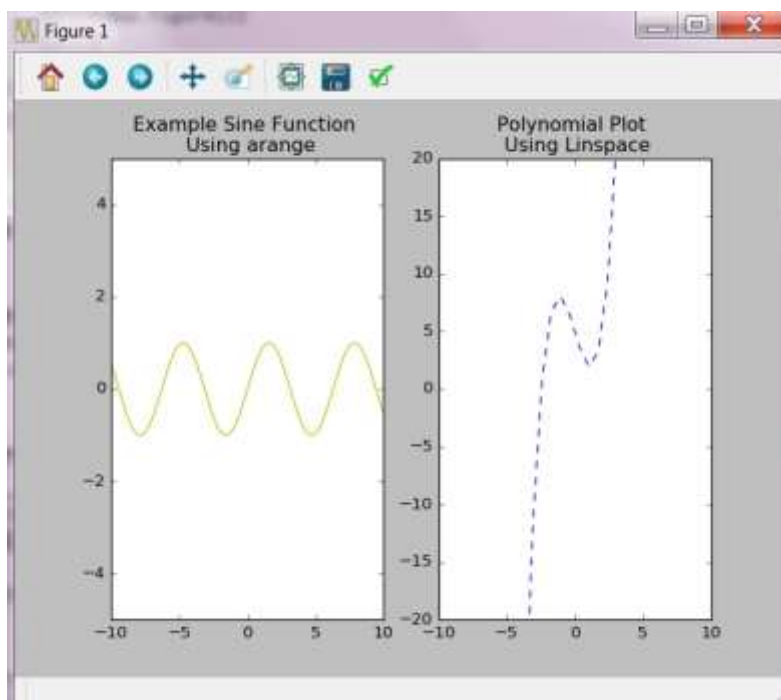 Figure 1
Example Sine Function
Using arange
4
2
0
−2
−4
−10 −5 0 5 10
Polynomial Plot
Using Linspace
20
15
10
5
0
−5
−10
−15
−20
−10 −5 0 5 10